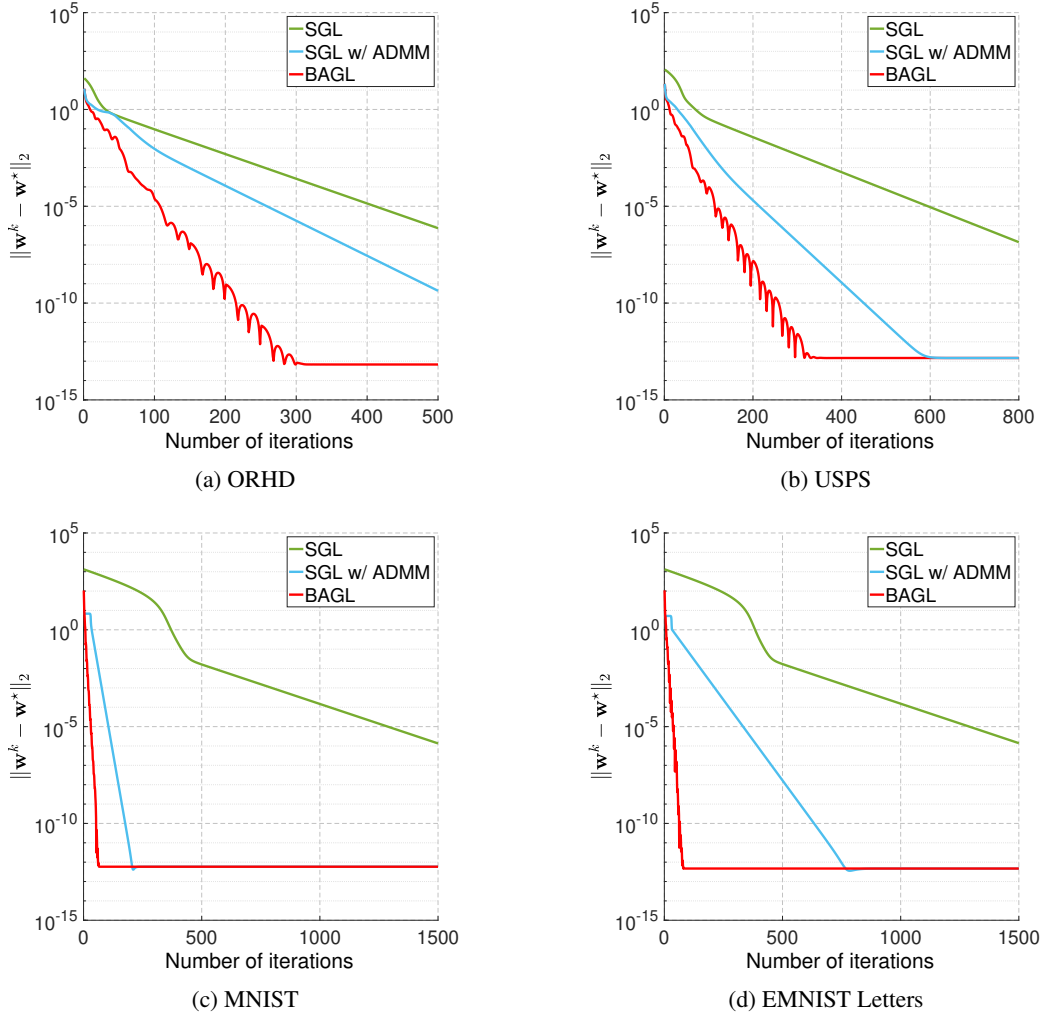 10^5
10^0
10^-5
10^-10
10^-15
‖w^k − w^⋆‖_2
SGL
SGL w/ ADMM
BAGL
0 100 200 300 400 500
Number of iterations
(a) ORHD
10^5
10^0
10^-5
10^-10
10^-15
‖w^k − w^⋆‖_2
SGL
SGL w/ ADMM
BAGL
0 200 400 600 800
Number of iterations
(b) USPS
10^5
10^0
10^-5
10^-10
10^-15
‖w^k − w^⋆‖_2
SGL
SGL w/ ADMM
BAGL
0 500 1000 1500
Number of iterations
(c) MNIST
10^5
10^0
10^-5
10^-10
10^-15
‖w^k − w^⋆‖_2
SGL
SGL w/ ADMM
BAGL
0 500 1000 1500
Number of iterations
(d) EMNIST Letters